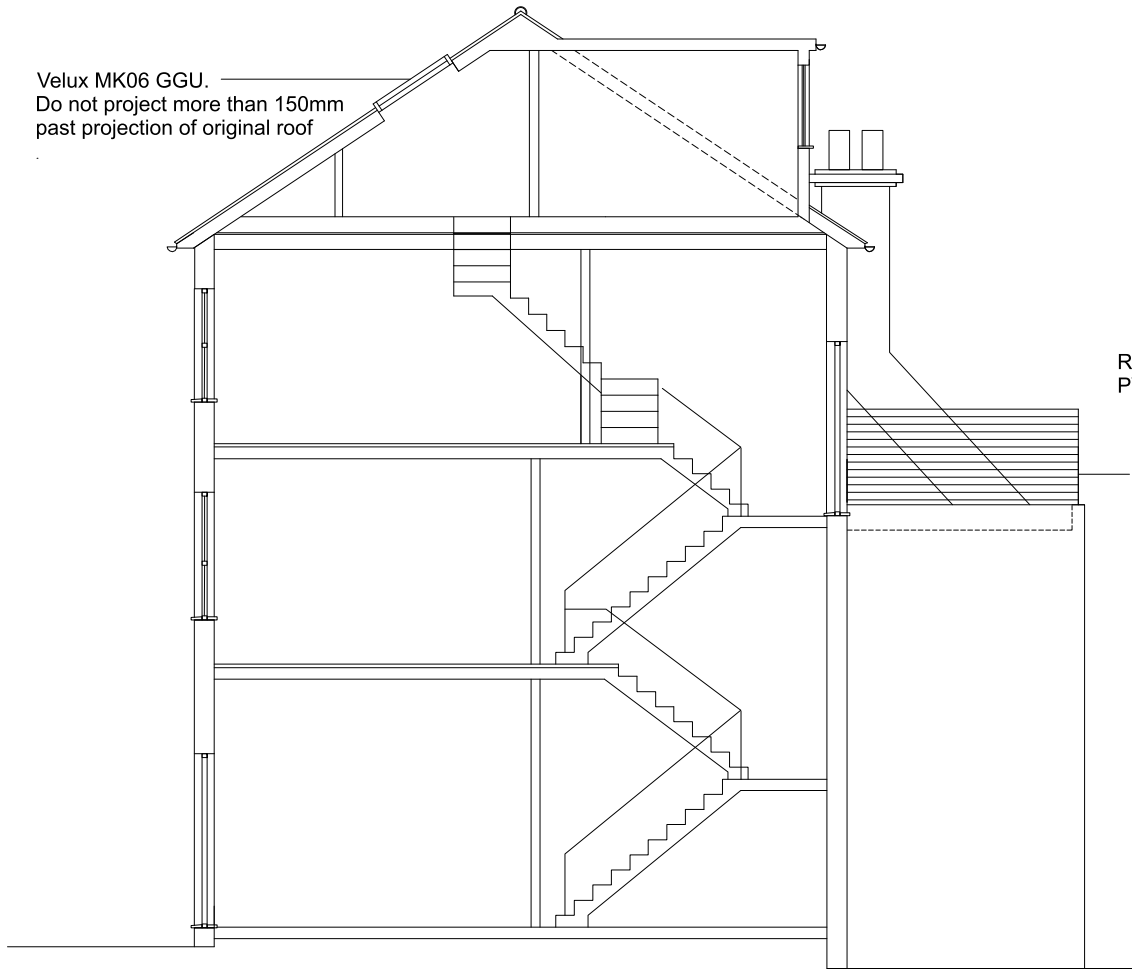 Velux MK06 GGU.
Do not project more than 150mm
past projection of original roof
.
R
P